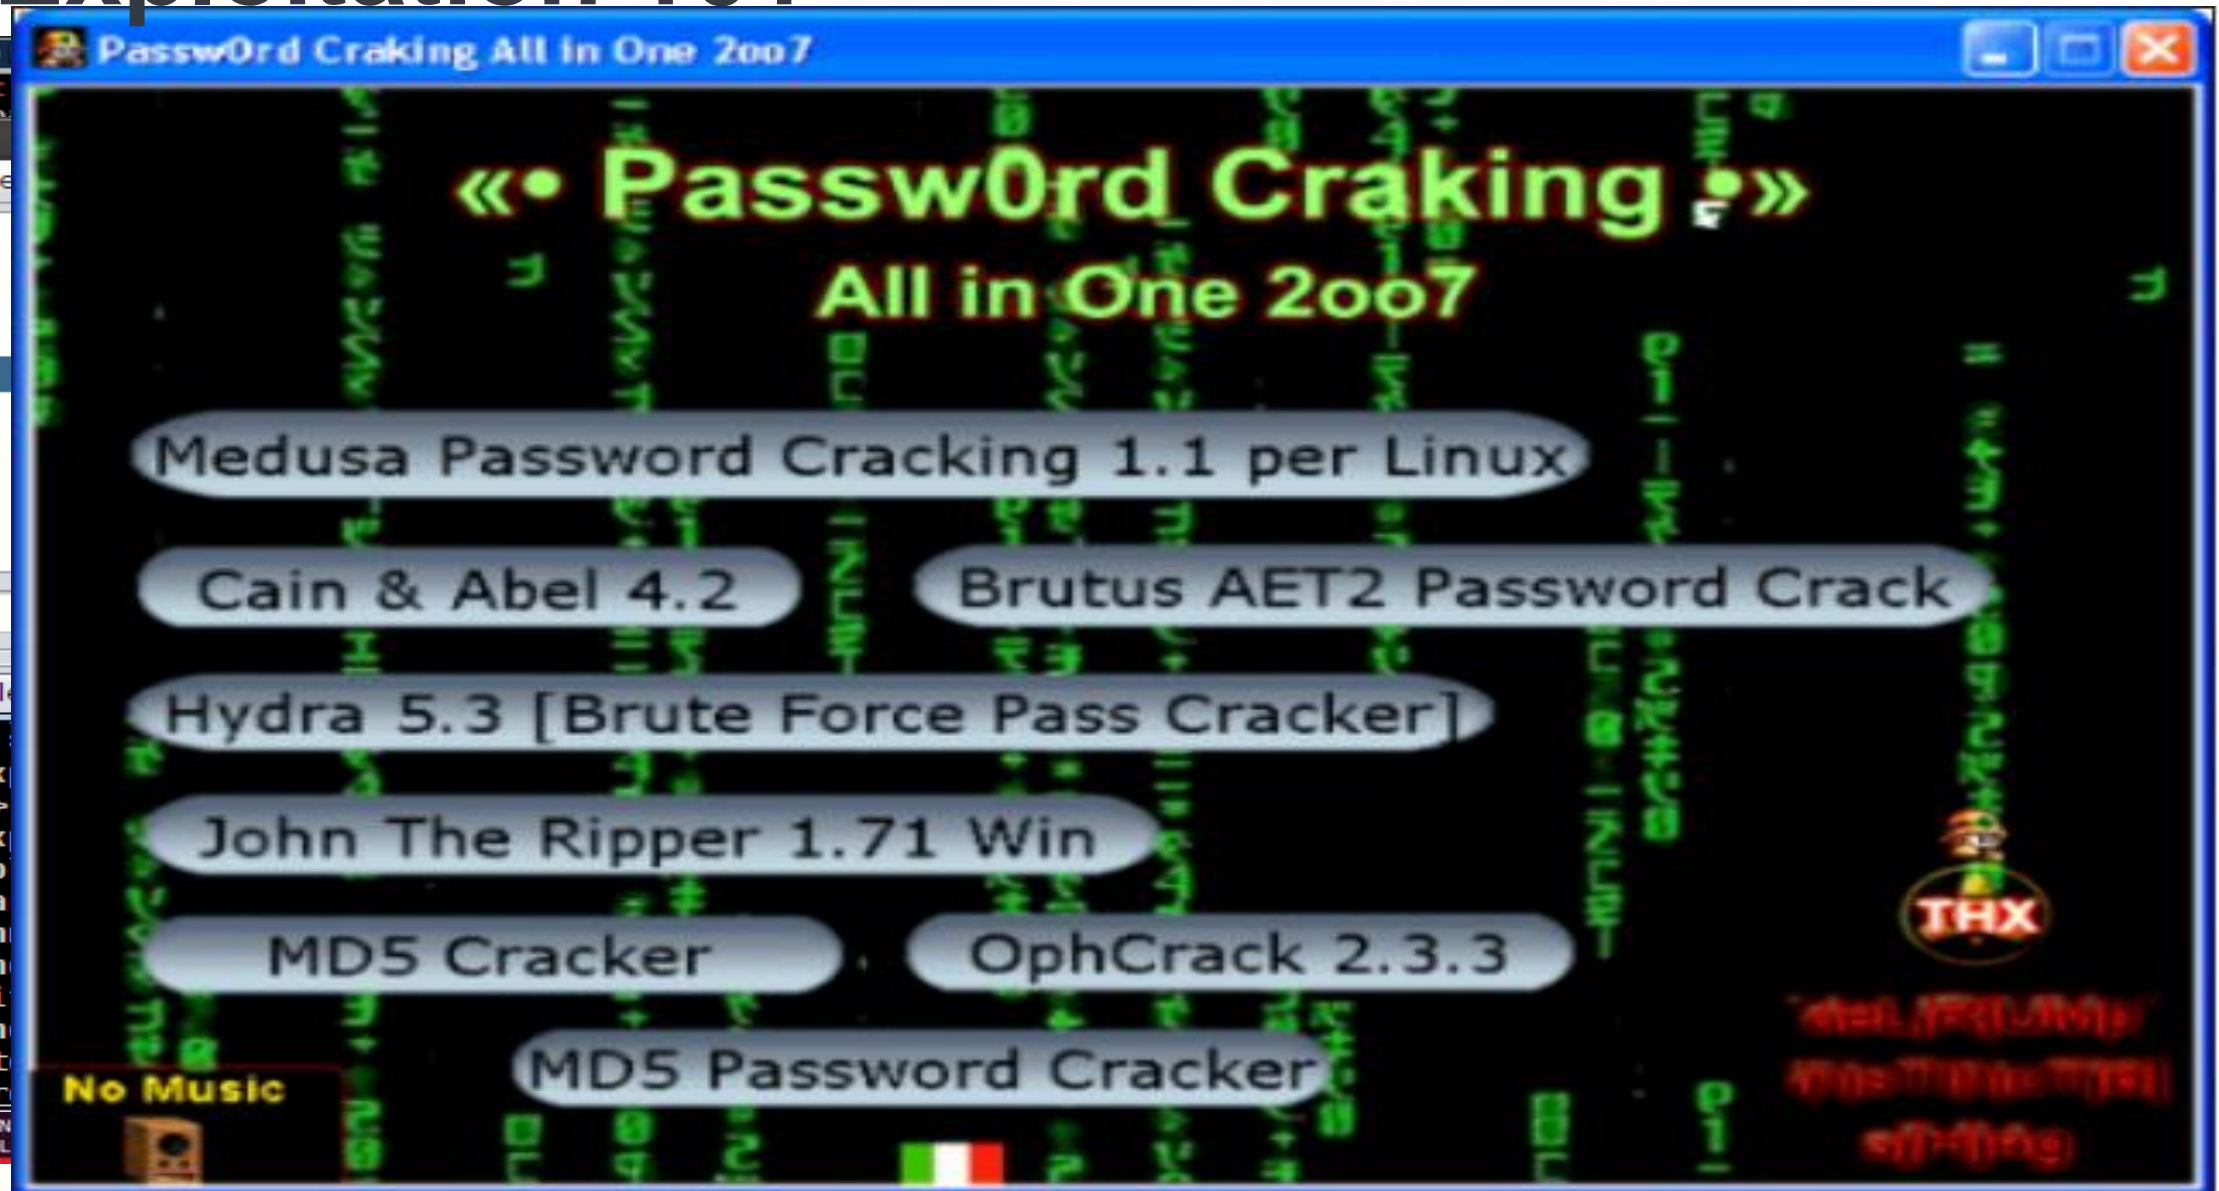 Exploitation 101
Passw0rd Craking All in One 2oo7
«• Passw0rd Craking •»
All in One 2oo7
Medusa Password Cracking 1.1 per Linux
Cain & Abel 4.2
Brutus AET2 Password Crack
Hydra 5.3 [Brute Force Pass Cracker]
John The Ripper 1.71 Win
MD5 Cracker
OphCrack 2.3.3
THX
MD5 Password Cracker
No Music